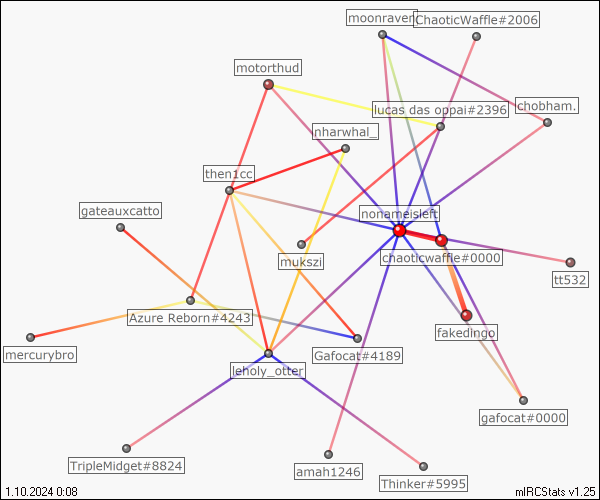 moonraven
ChaoticWaffle#2006
motorthud
lucas das oppai#2396
chobham.
nharwhal_
then1cc
gateauxcatto
nonameisleft
chaoticwaffle#0000
mukszi
tt532
Azure Reborn#4243
fakedingo
mercurybro
Gafocat#4189
leholy_otter
gafocat#0000
TripleMidget#8824
amah1246
Thinker#5995
1.10.2024 0:08
mIRCStats v1.25